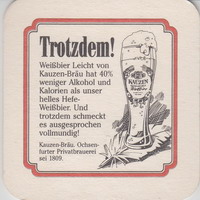 Trotzdem!
Weißbier Leicht von
Kauzen-Bräu hat 40%
weniger Alkohol und
Kalorien als unser
helles Hefe-
Weißbier. Und
trotzdem schmeckt
es ausgesprochen
vollmundig!
Kauzen-Bräu. Ochsen-
furter Privatbrauerei
seit 1809.
KAUZEN